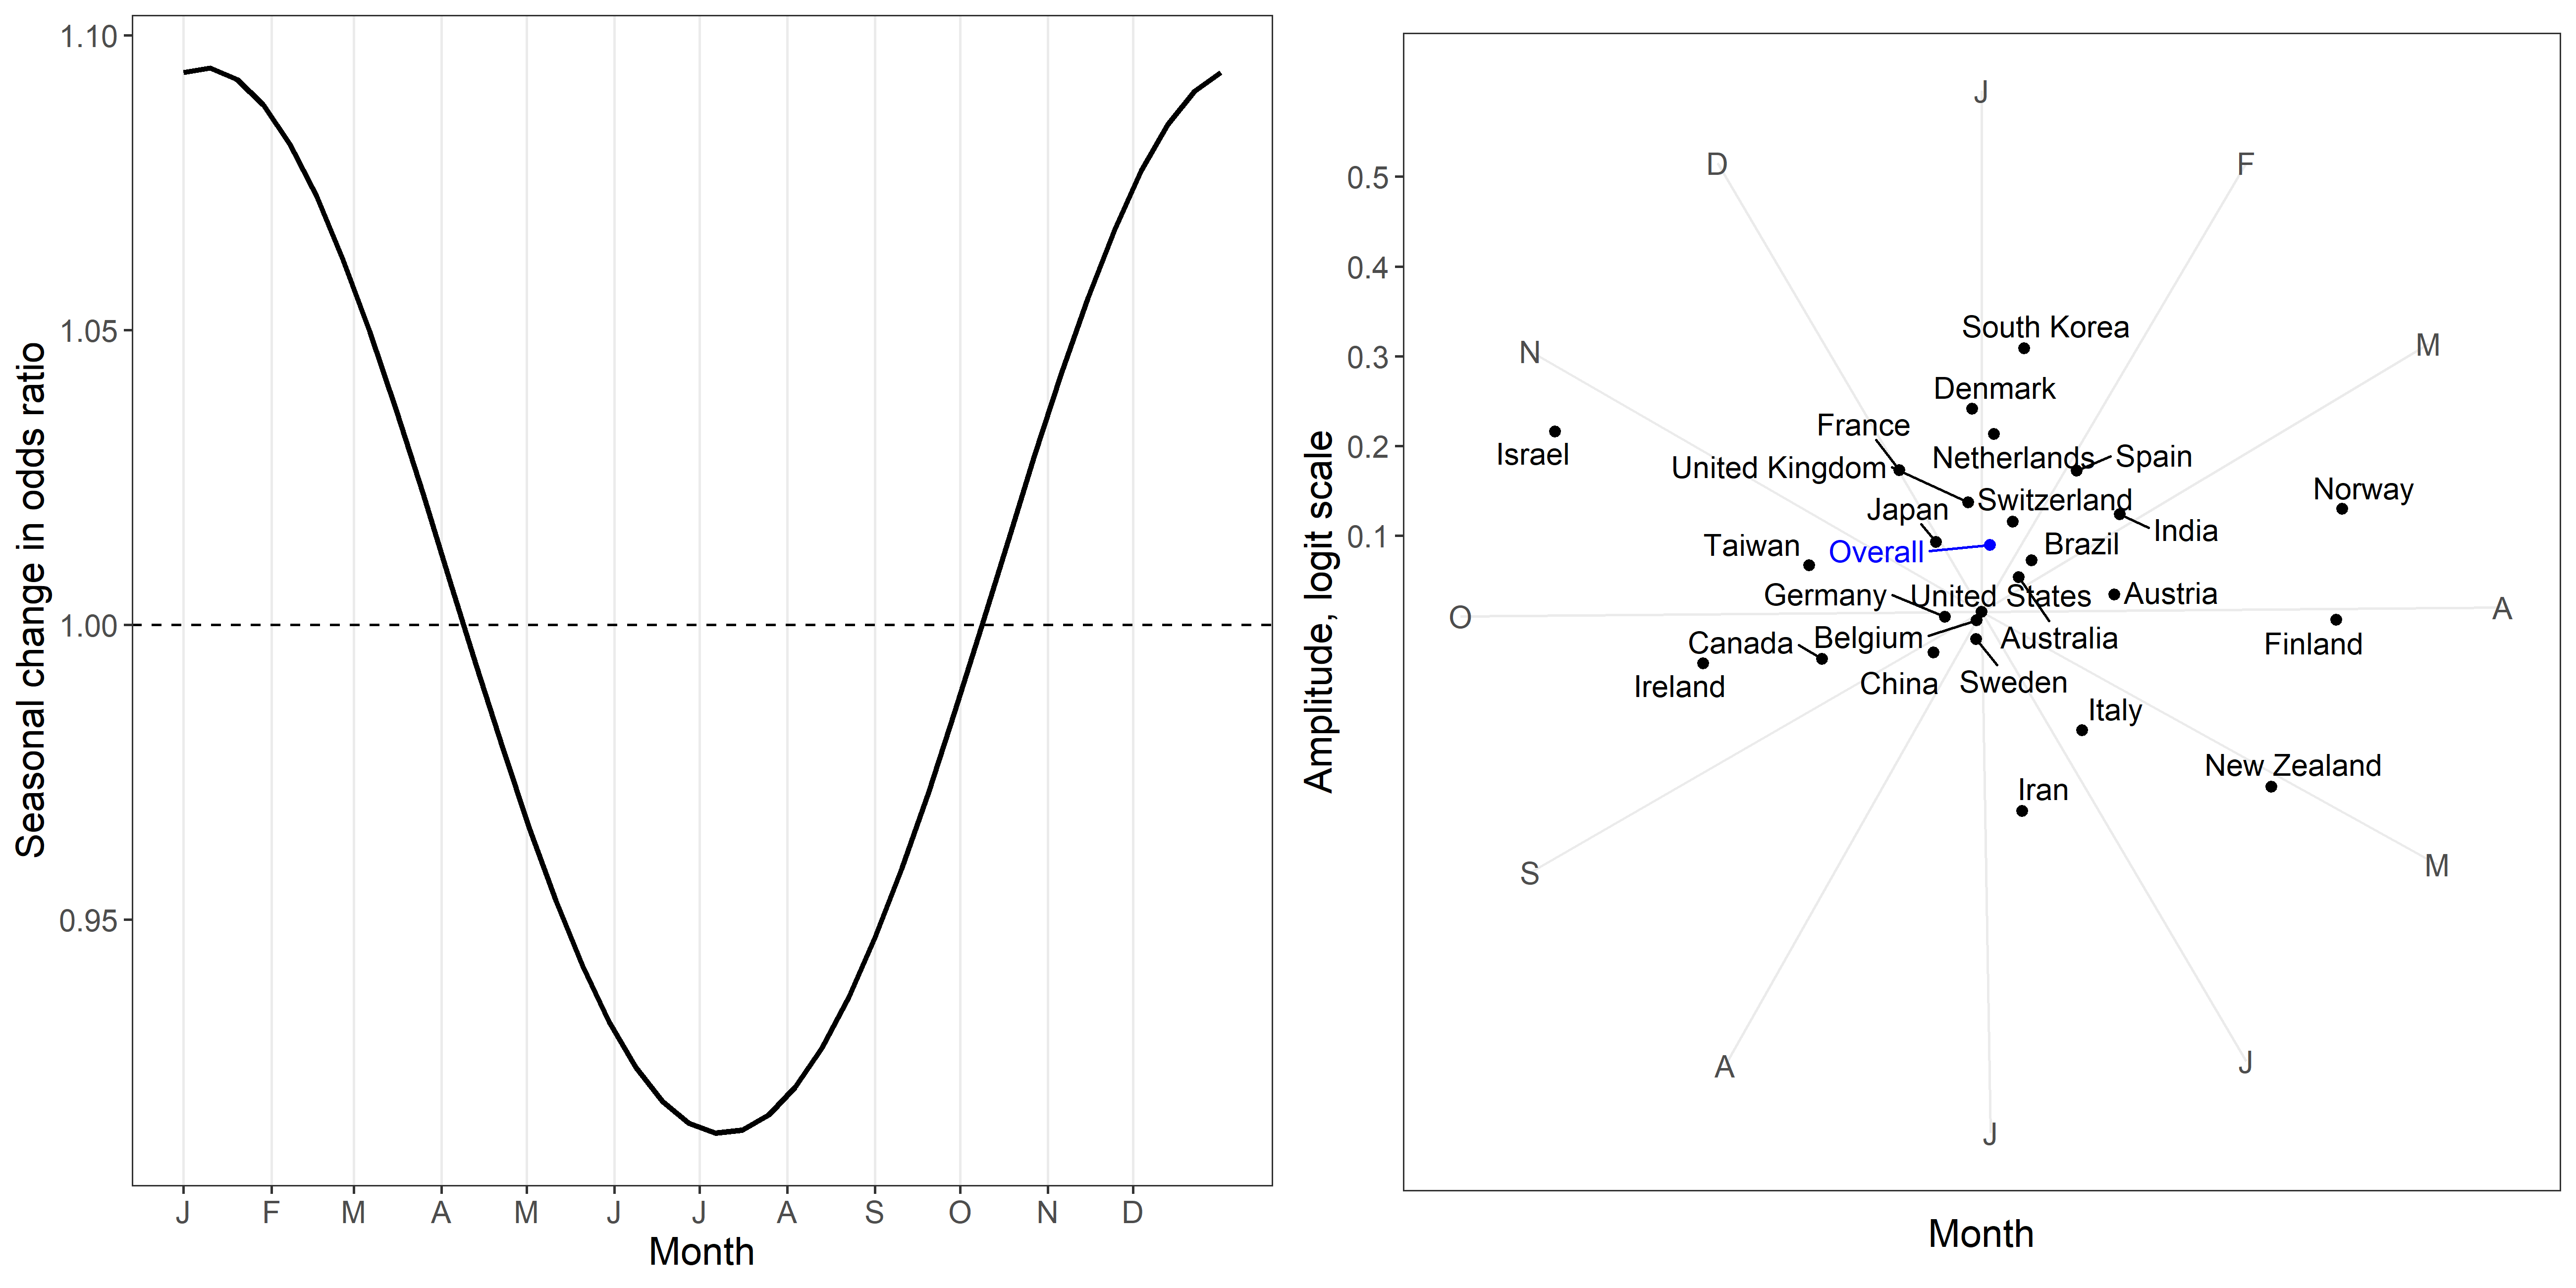 Seasonal change in odds ratio
1.10
1.05
1.00
0.95
J F M A M J J A S O N D
Month
Amplitude, logit scale
0.5
0.4
0.3
0.2
0.1
J
D
F
N
M
South Korea
Denmark
France
Israel
United Kingdom
Netherlands
Spain
Norway
Switzerland
Japan
India
Taiwan
Overall
Brazil
Germany
United States
Austria
O
A
Canada
Belgium
Australia
Finland
Ireland
China
Sweden
Italy
New Zealand
Iran
S
M
A
J
J
Month